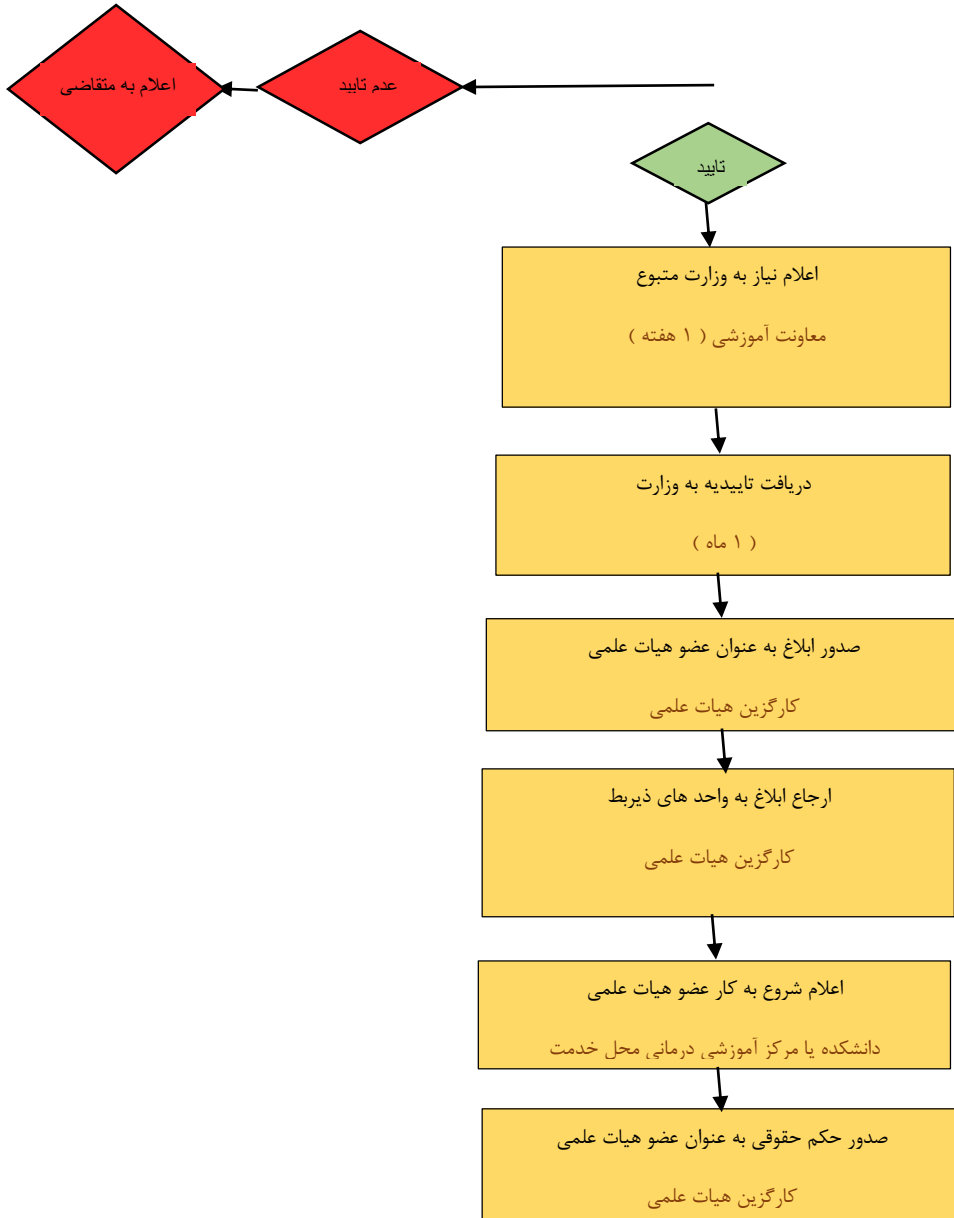 اعلام به متقاضی
عدم تایید
تایید
اعلام نیاز به وزارت متبوع
معاونت آموزشی ( ۱ هفته )
دریافت تاییدیه به وزارت
( ۱ ماه )
صدور ابلاغ به عنوان عضو هیات علمی
کارگزین هیات علمی
ارجاع ابلاغ به واحد های ذیربط
کارگزین هیات علمی
اعلام شروع به کار عضو هیات علمی
دانشکده یا مرکز آموزشی درمانی محل خدمت
صدور حکم حقوقی به عنوان عضو هیات علمی
کارگزین هیات علمی